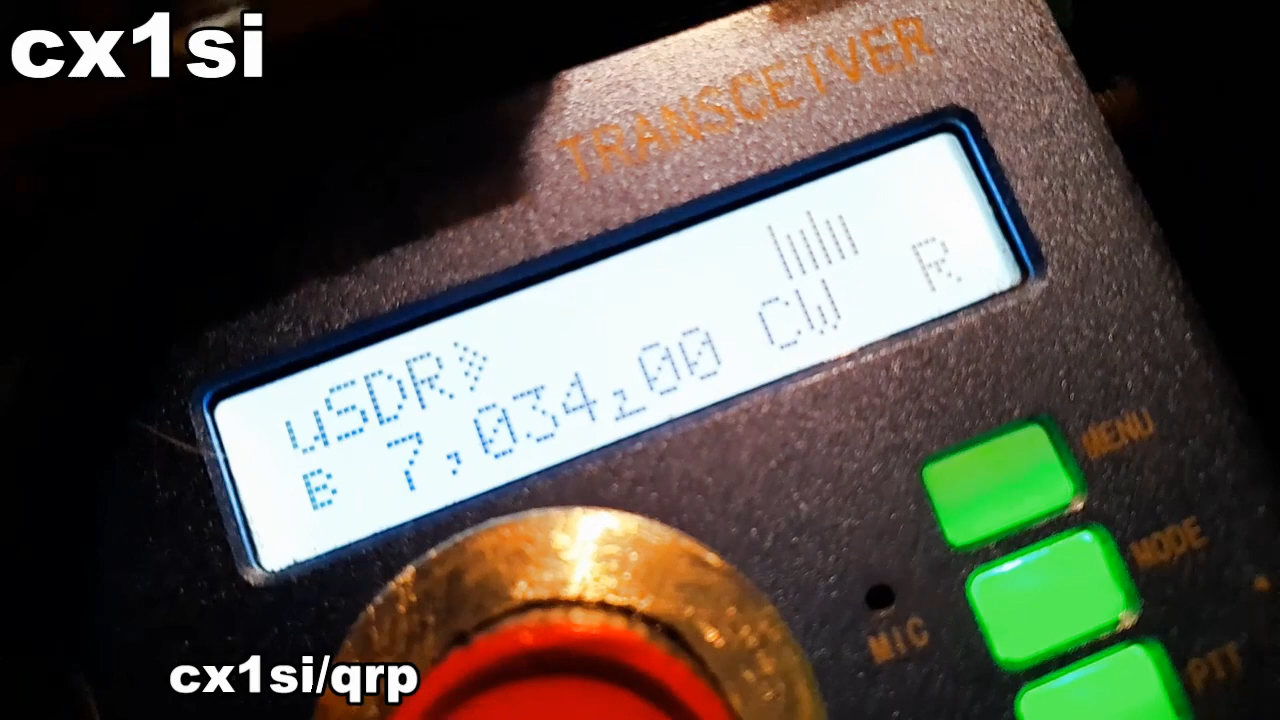 cx1si
TRANSCEIVER
uSDR
B 7,034.00 CW R
MENU
MODE
MIC
PTT
cx1si/qrp